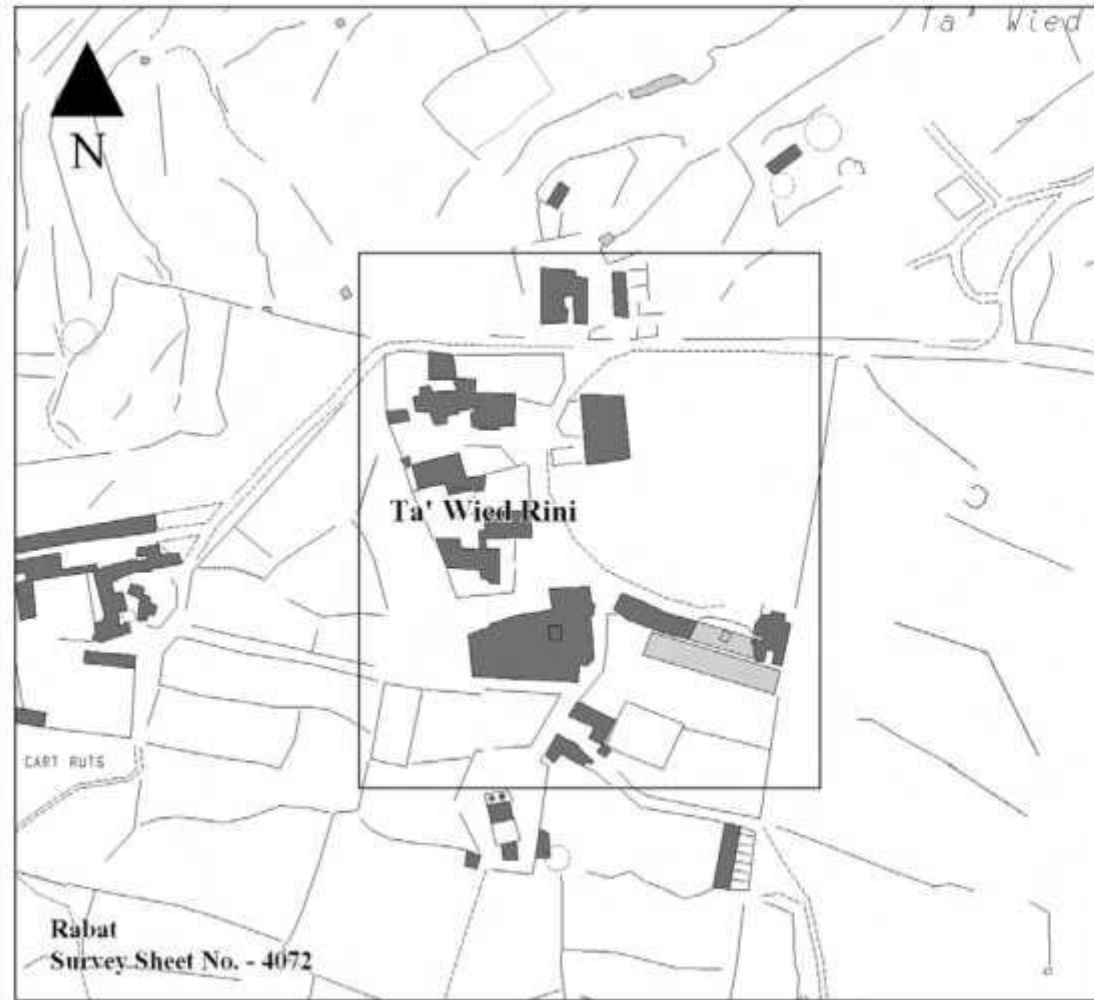 Ta' Wied
N
Ta' Wied Rini
CART RUTS
Rabat
Survey Sheet No. - 4072